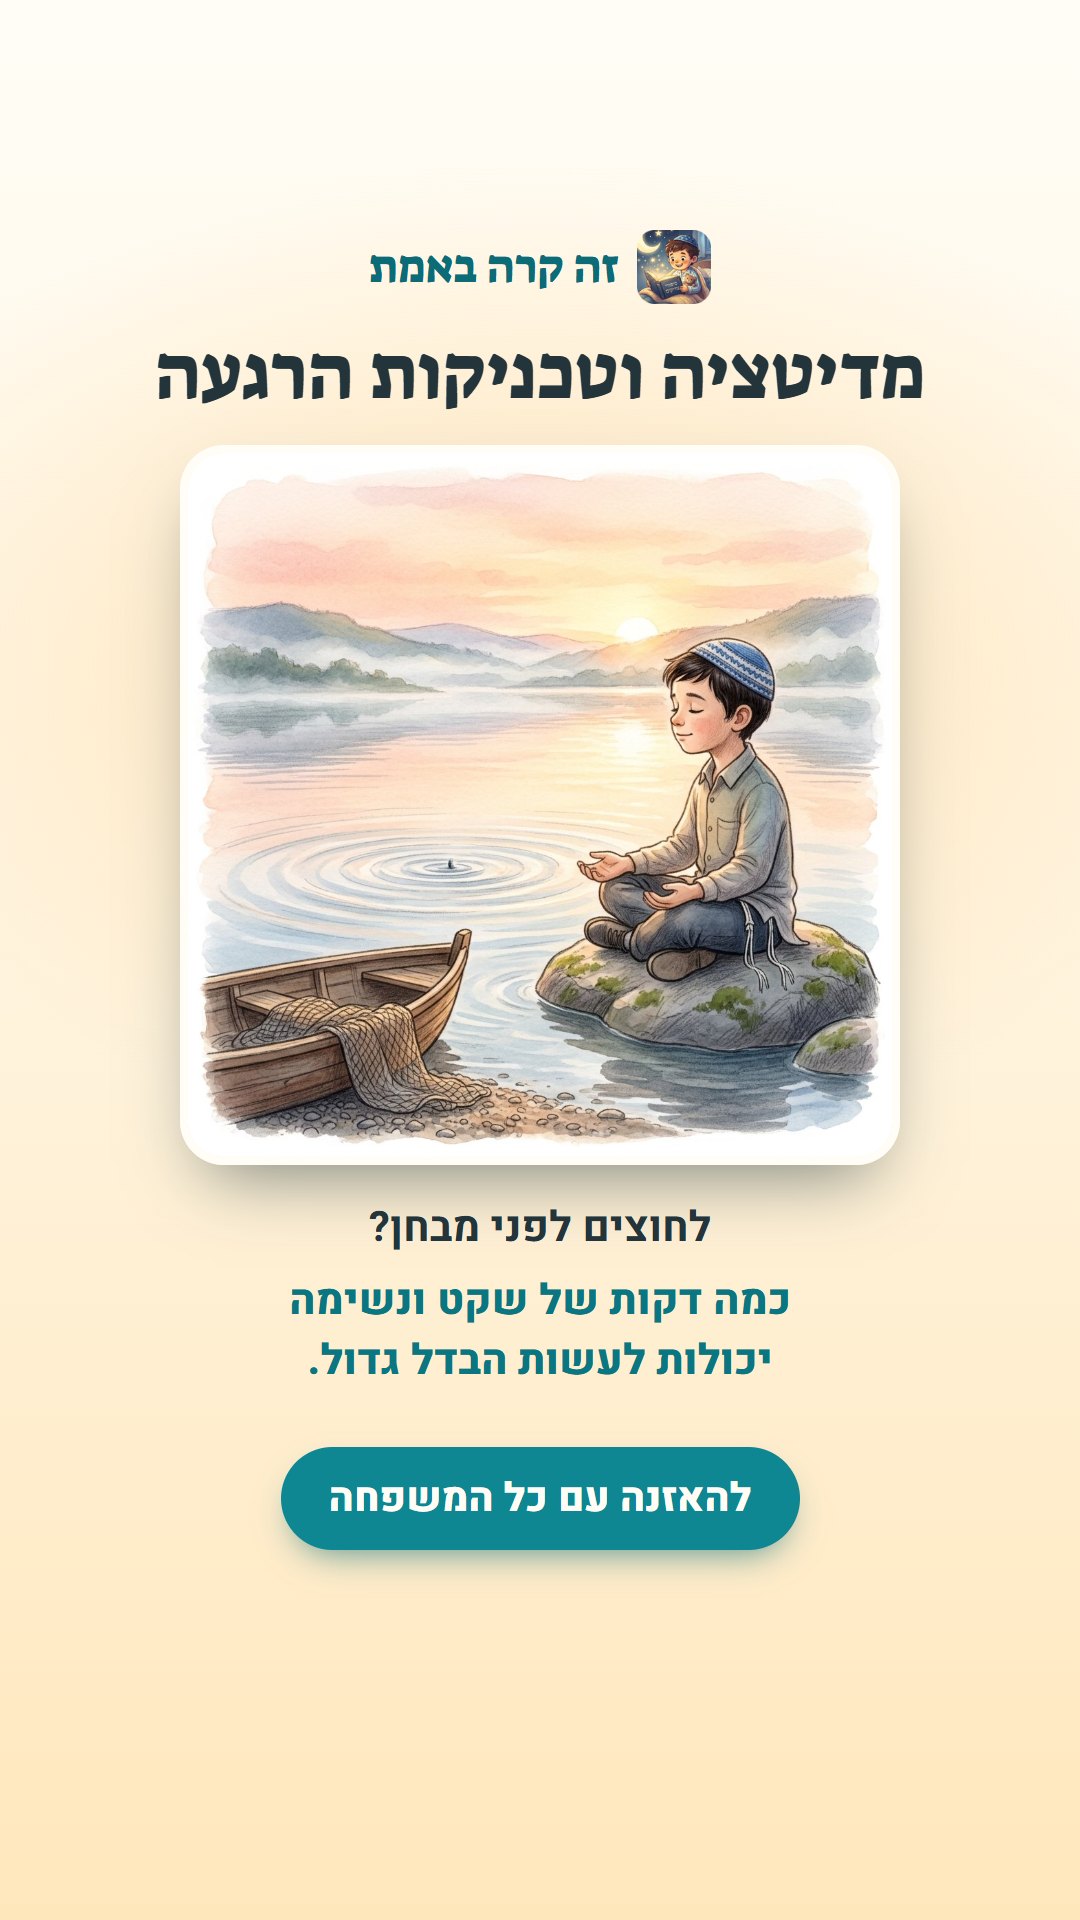 זה קרה באמת
מדיטציה וטכניקות הרגעה
לחוצים לפני מבחן?
כמה דקות של שקט ונשימה
יכולות לעשות הבדל גדול.
להאזנה עם כל המשפחה